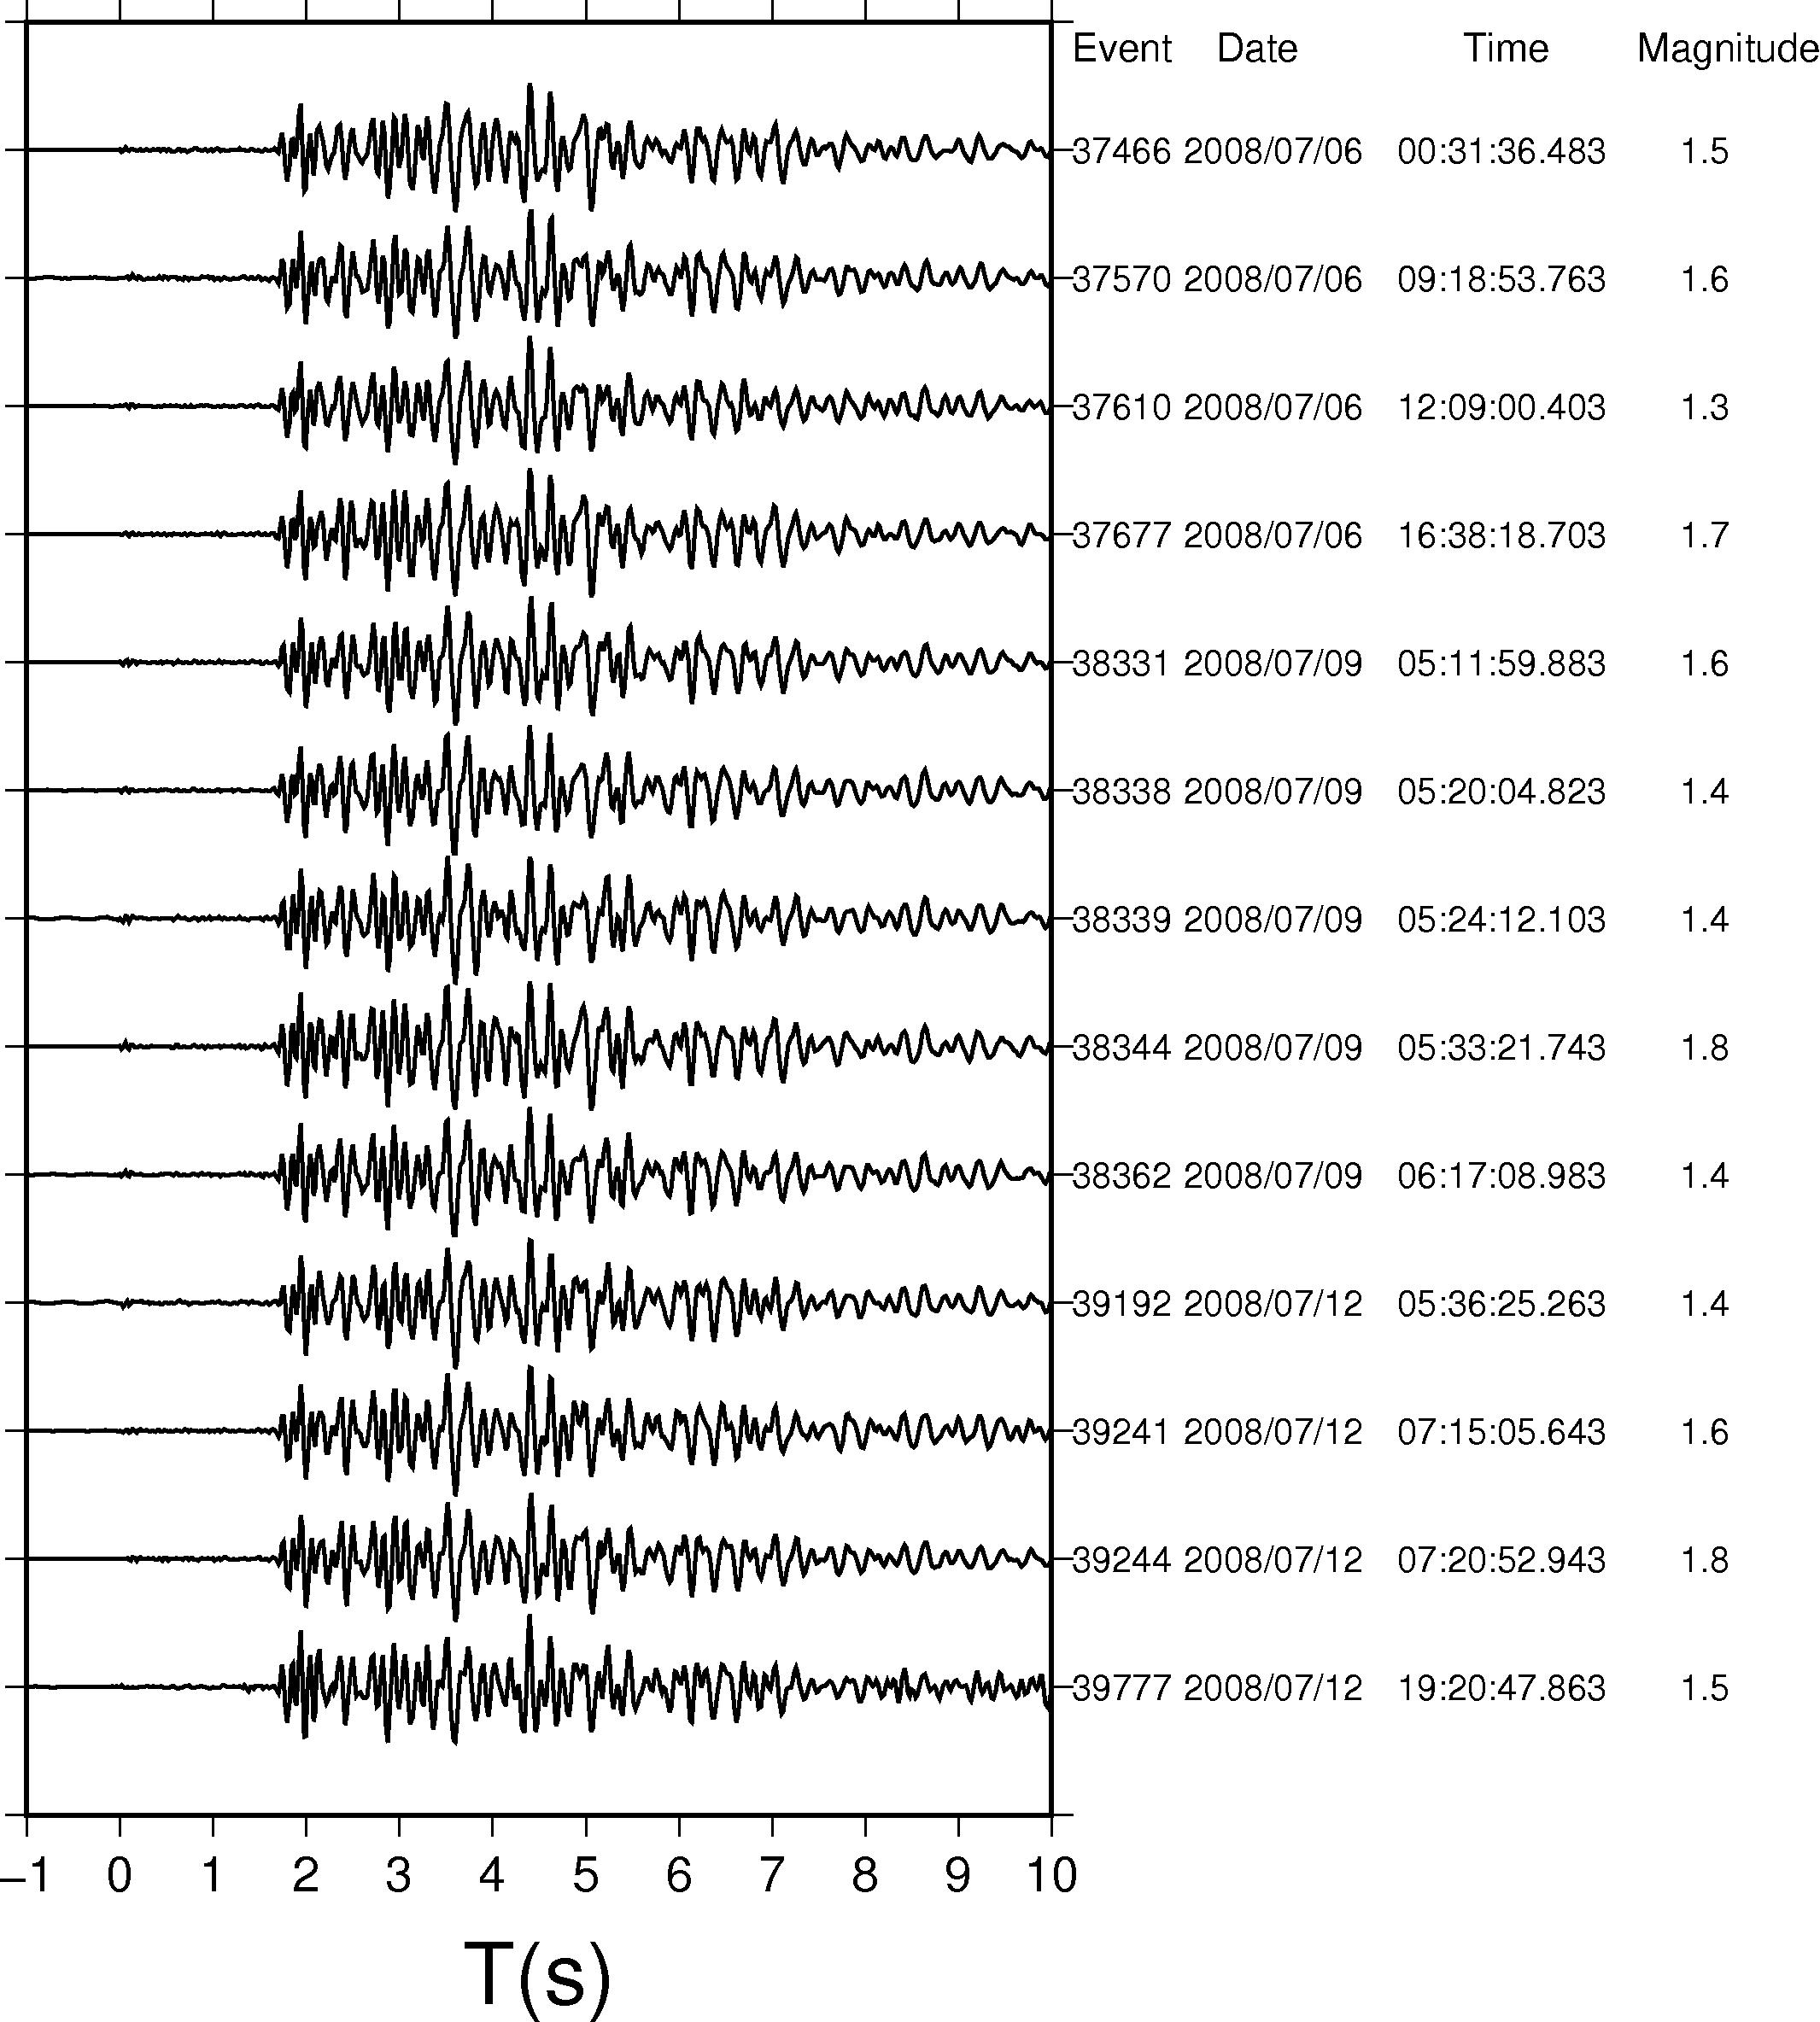 Event Date Time Magnitude
37466 2008/07/06 00:31:36.483 1.5
37570 2008/07/06 09:18:53.763 1.6
37610 2008/07/06 12:09:00.403 1.3
37677 2008/07/06 16:38:18.703 1.7
38331 2008/07/09 05:11:59.883 1.6
38338 2008/07/09 05:20:04.823 1.4
38339 2008/07/09 05:24:12.103 1.4
38344 2008/07/09 05:33:21.743 1.8
38362 2008/07/09 06:17:08.983 1.4
39192 2008/07/12 05:36:25.263 1.4
39241 2008/07/12 07:15:05.643 1.6
39244 2008/07/12 07:20:52.943 1.8
39777 2008/07/12 19:20:47.863 1.5
–1 0 1 2 3 4 5 6 7 8 9 10
T(s)